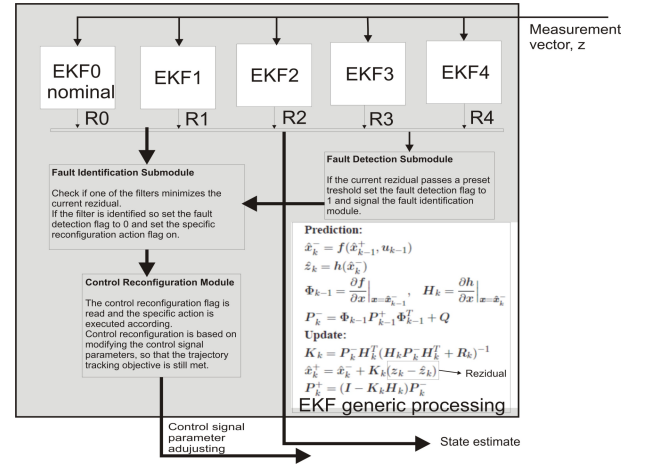 Measurement
vector, z
EKF0
nominal
EKF1
EKF2
EKF3
EKF4
R0
R1
R2
R3
R4
Fault Identification Submodule
Check if one of the filters minimizes the
current rezidual.
If the filter is identified so set the fault
detection flag to 0 and set the specific
reconfiguration action flag on.
Fault Detection Submodule
If the current rezidual passes a preset
treshold set the fault detection flag to
1 and signal the fault identification
module.
Control Reconfiguration Module
The control reconfiguration flag is
read and the specific action is
executed according.
Control reconfiguration is based on
modifying the control signal
parameters, so that the trajectory
tracking objective is still met.
Prediction:
x̂ₖ⁻ = f(x̂ₖ₋₁⁺, uₖ₋₁)
ẑₖ = h(x̂ₖ⁻)
Φₖ₋₁ = ∂f/∂x |ₓ₌ₓ̂ₖ₋₁⁻, Hₖ = ∂h/∂x |ₓ₌ₓ̂ₖ⁻
Pₖ⁻ = Φₖ₋₁Pₖ₋₁⁺Φₖ₋₁ᵀ + Q
Update:
Kₖ = Pₖ⁻Hₖᵀ(HₖPₖ⁻Hₖᵀ + Rₖ)⁻¹
x̂ₖ⁺ = x̂ₖ⁻ + Kₖ(zₖ − ẑₖ) Rezidual
Pₖ⁺ = (I − KₖHₖ)Pₖ⁻
EKF generic processing
Control signal
parameter
adujusting
State estimate